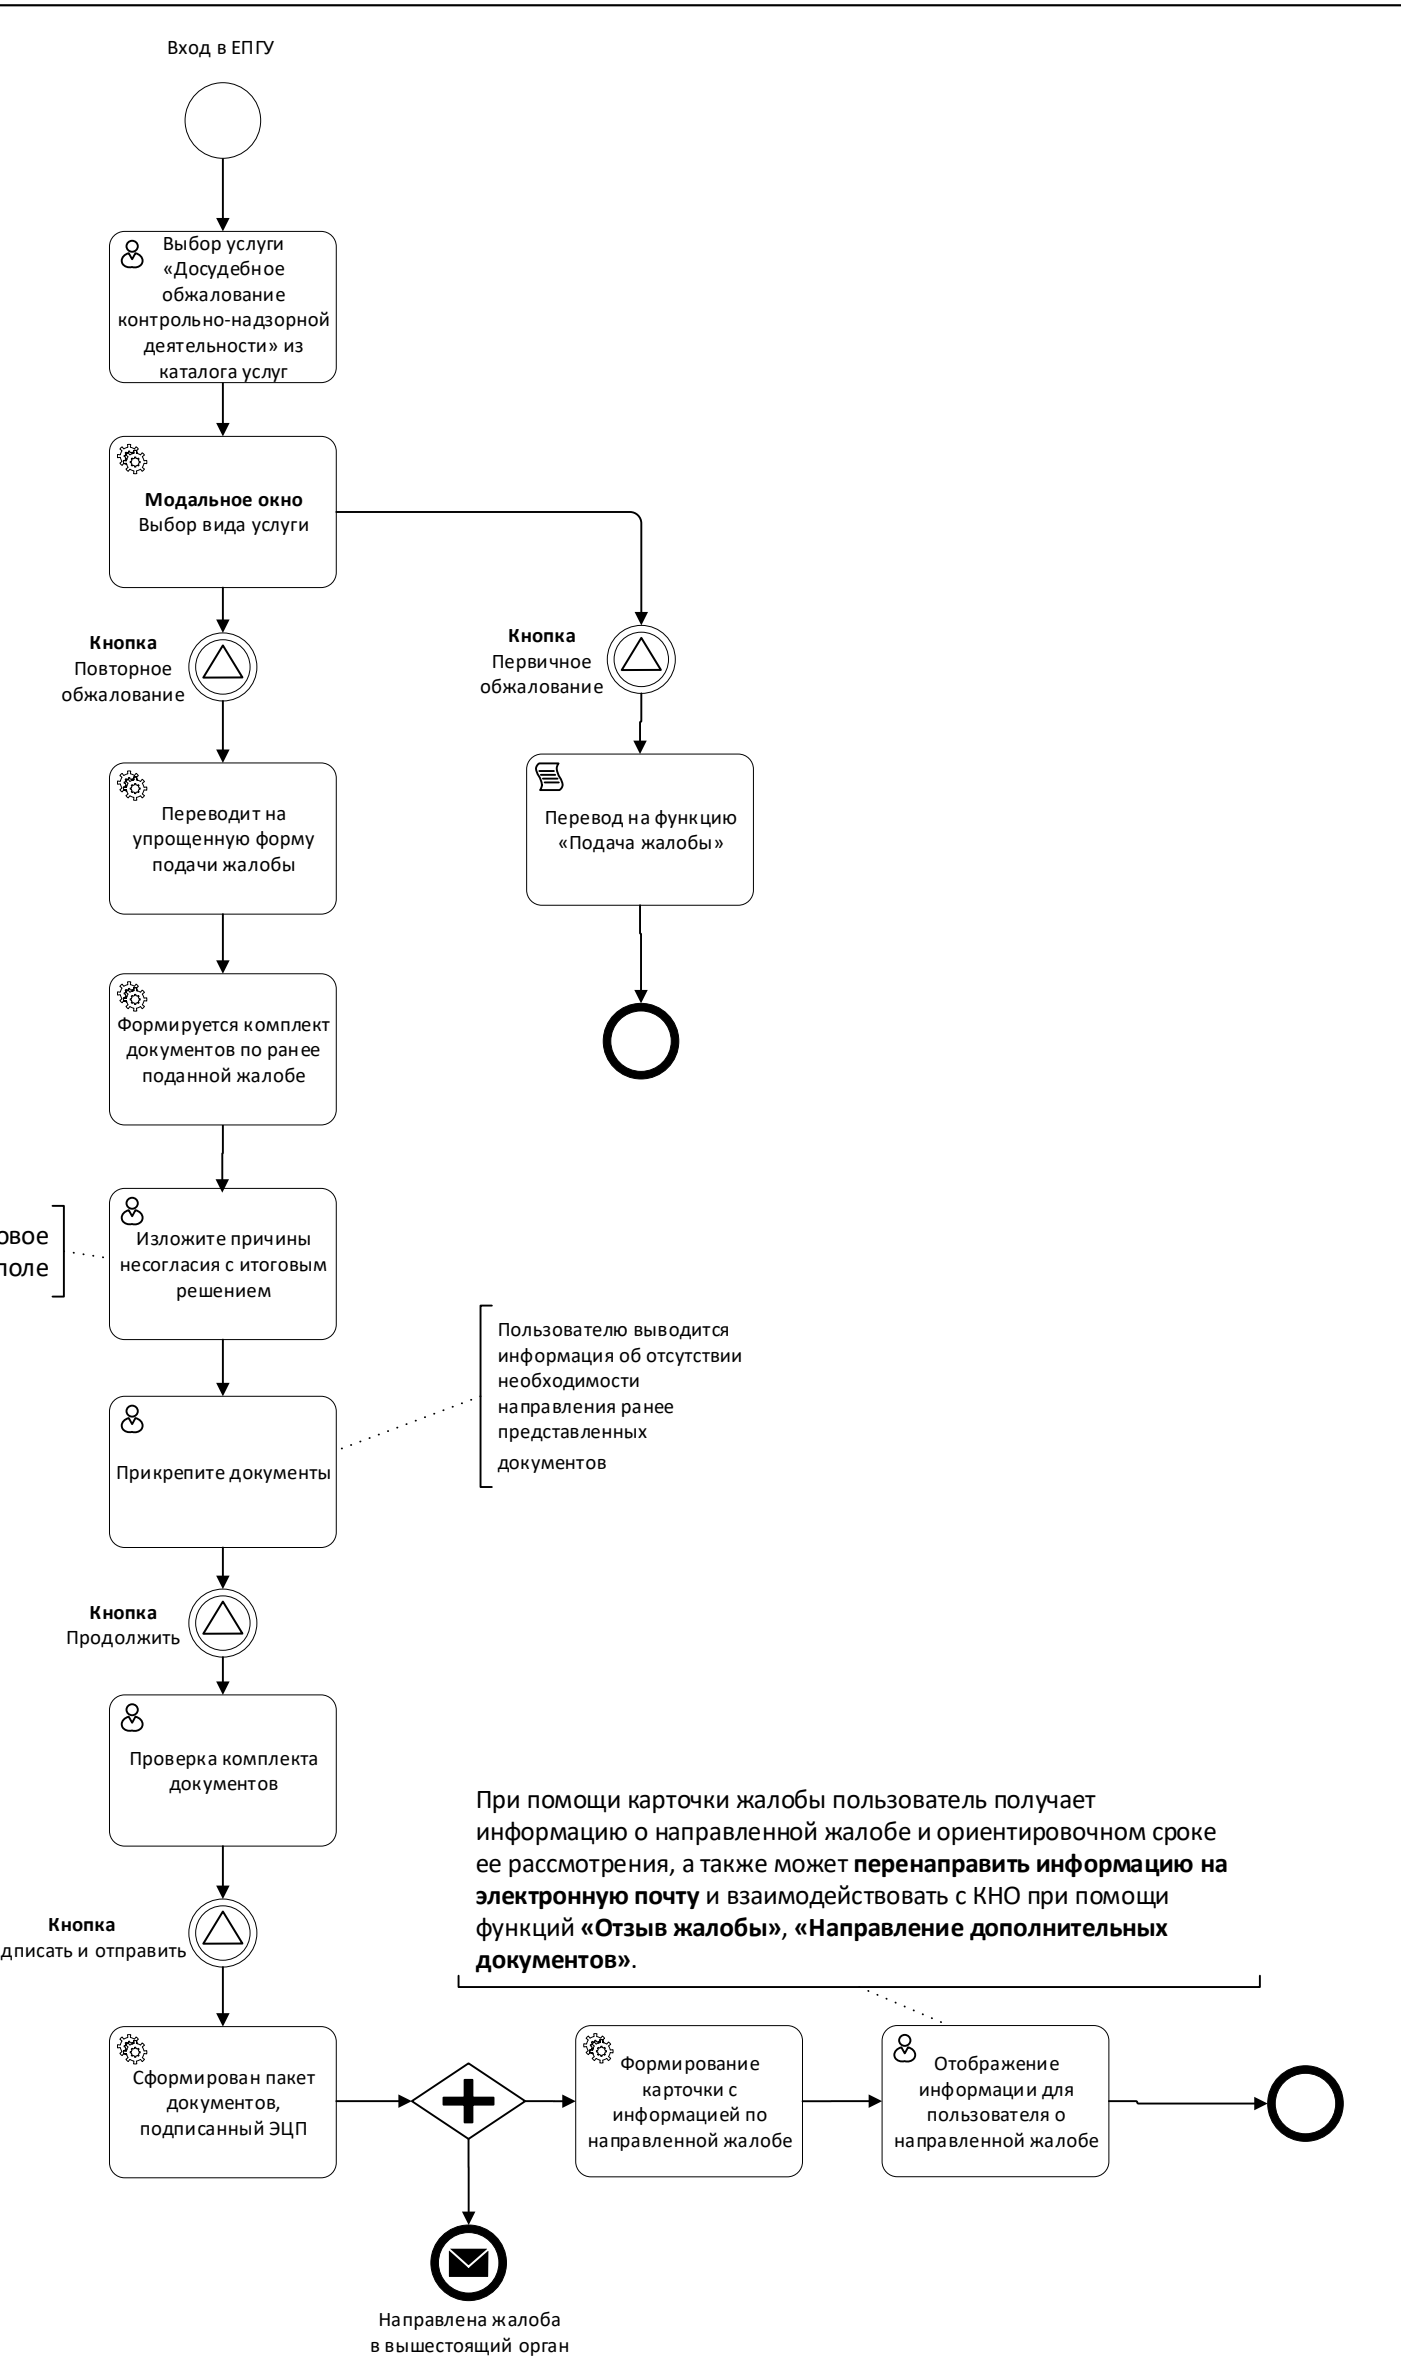 Вход в ЕПГУ
Выбор услуги
«Досудебное
обжалование
контрольно-надзорной
деятельности» из
каталога услуг
Модальное окно
Выбор вида услуги
Кнопка
Повторное
обжалование
Кнопка
Первичное
обжалование
Переводит на
упрощенную форму
подачи жалобы
Перевод на функцию
«Подача жалобы»
Формируется комплект
документов по ранее
поданной жалобе
овое
поле
Изложите причины
несогласия с итоговым
решением
Пользователю выводится
информация об отсутствии
необходимости
направления ранее
представленных
документов
Прикрепите документы
Кнопка
Продолжить
Проверка комплекта
документов
При помощи карточки жалобы пользователь получает
информацию о направленной жалобе и ориентировочном сроке
ее рассмотрения, а также может перенаправить информацию на
электронную почту и взаимодействовать с КНО при помощи
функций «Отзыв жалобы», «Направление дополнительных
документов».
Кнопка
дписать и отправить
Сформирован пакет
документов,
подписанный ЭЦП
Формирование
карточки с
информацией по
направленной жалобе
Отображение
информации для
пользователя о
направленной жалобе
Направлена жалоба
в вышестоящий орган